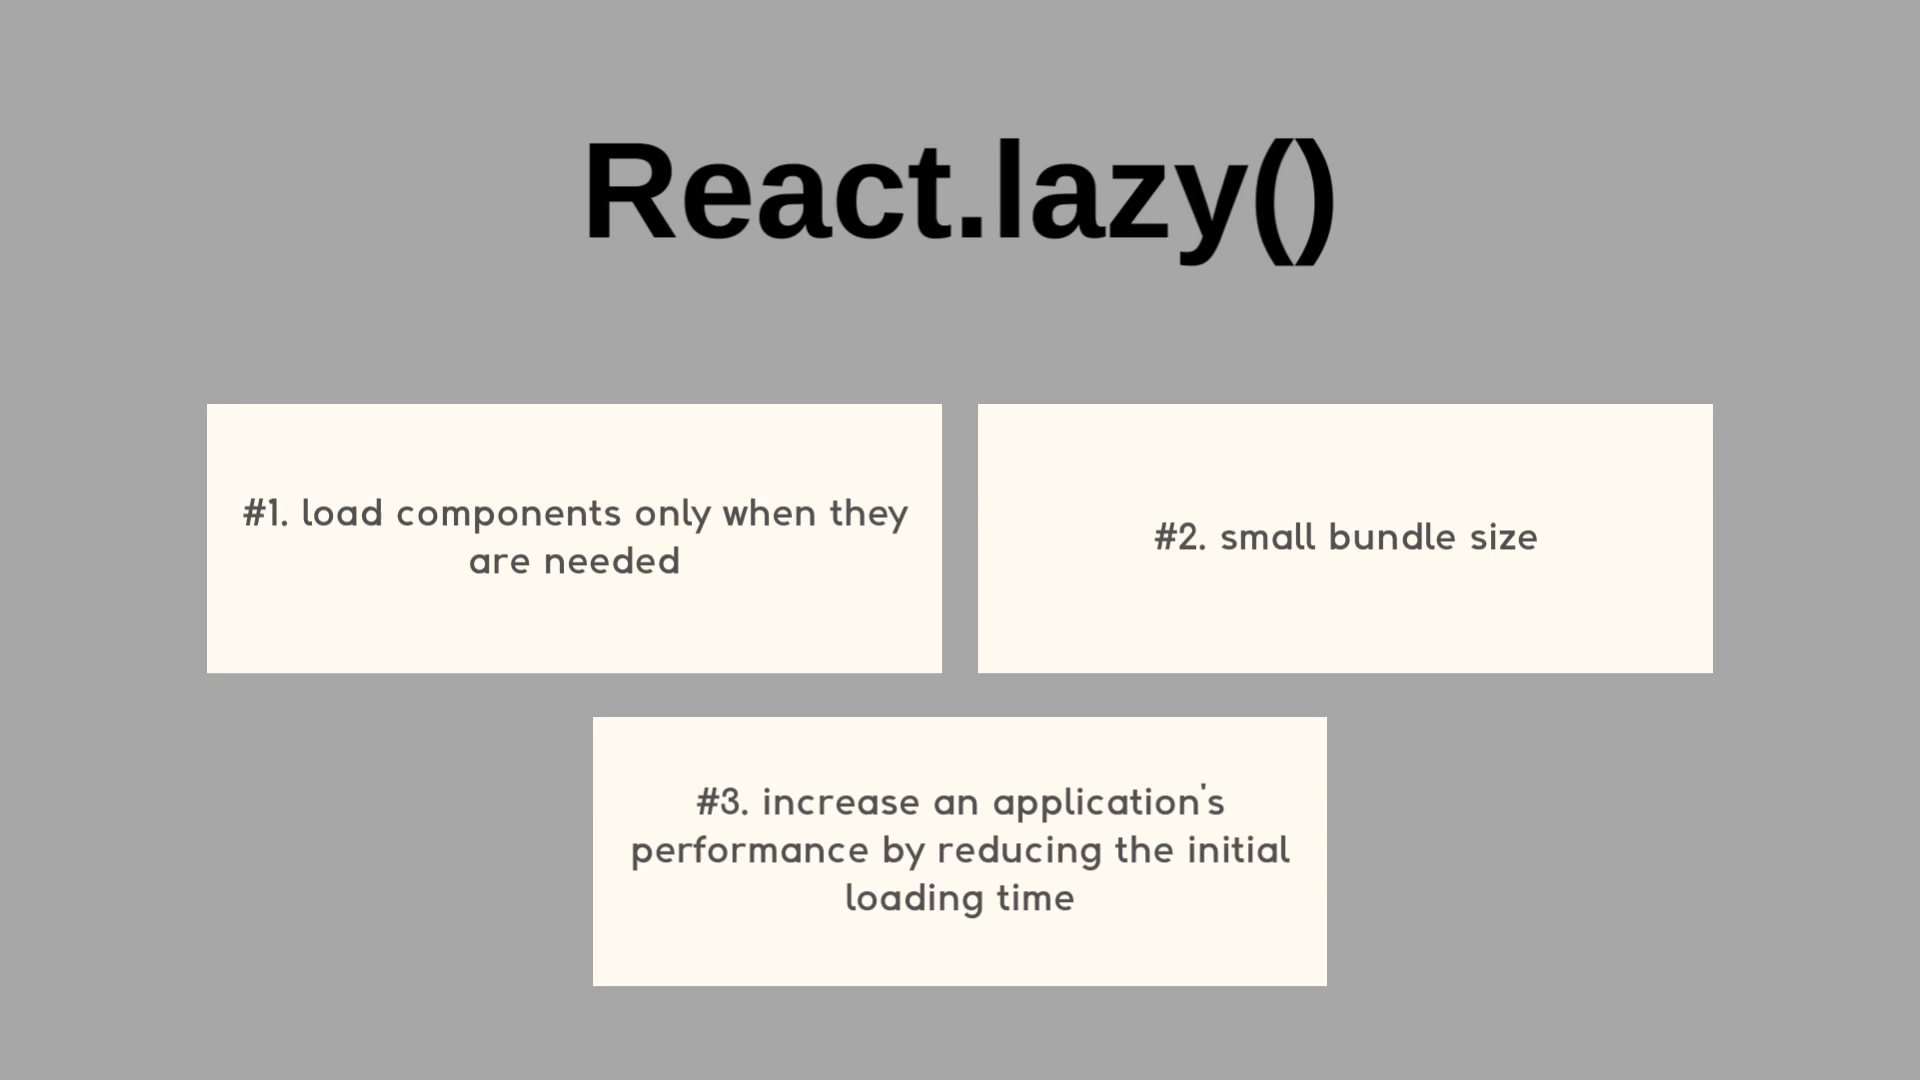 React.lazy()
#1. load components only when they
are needed
#2. small bundle size
#3. increase an application's
performance by reducing the initial
loading time